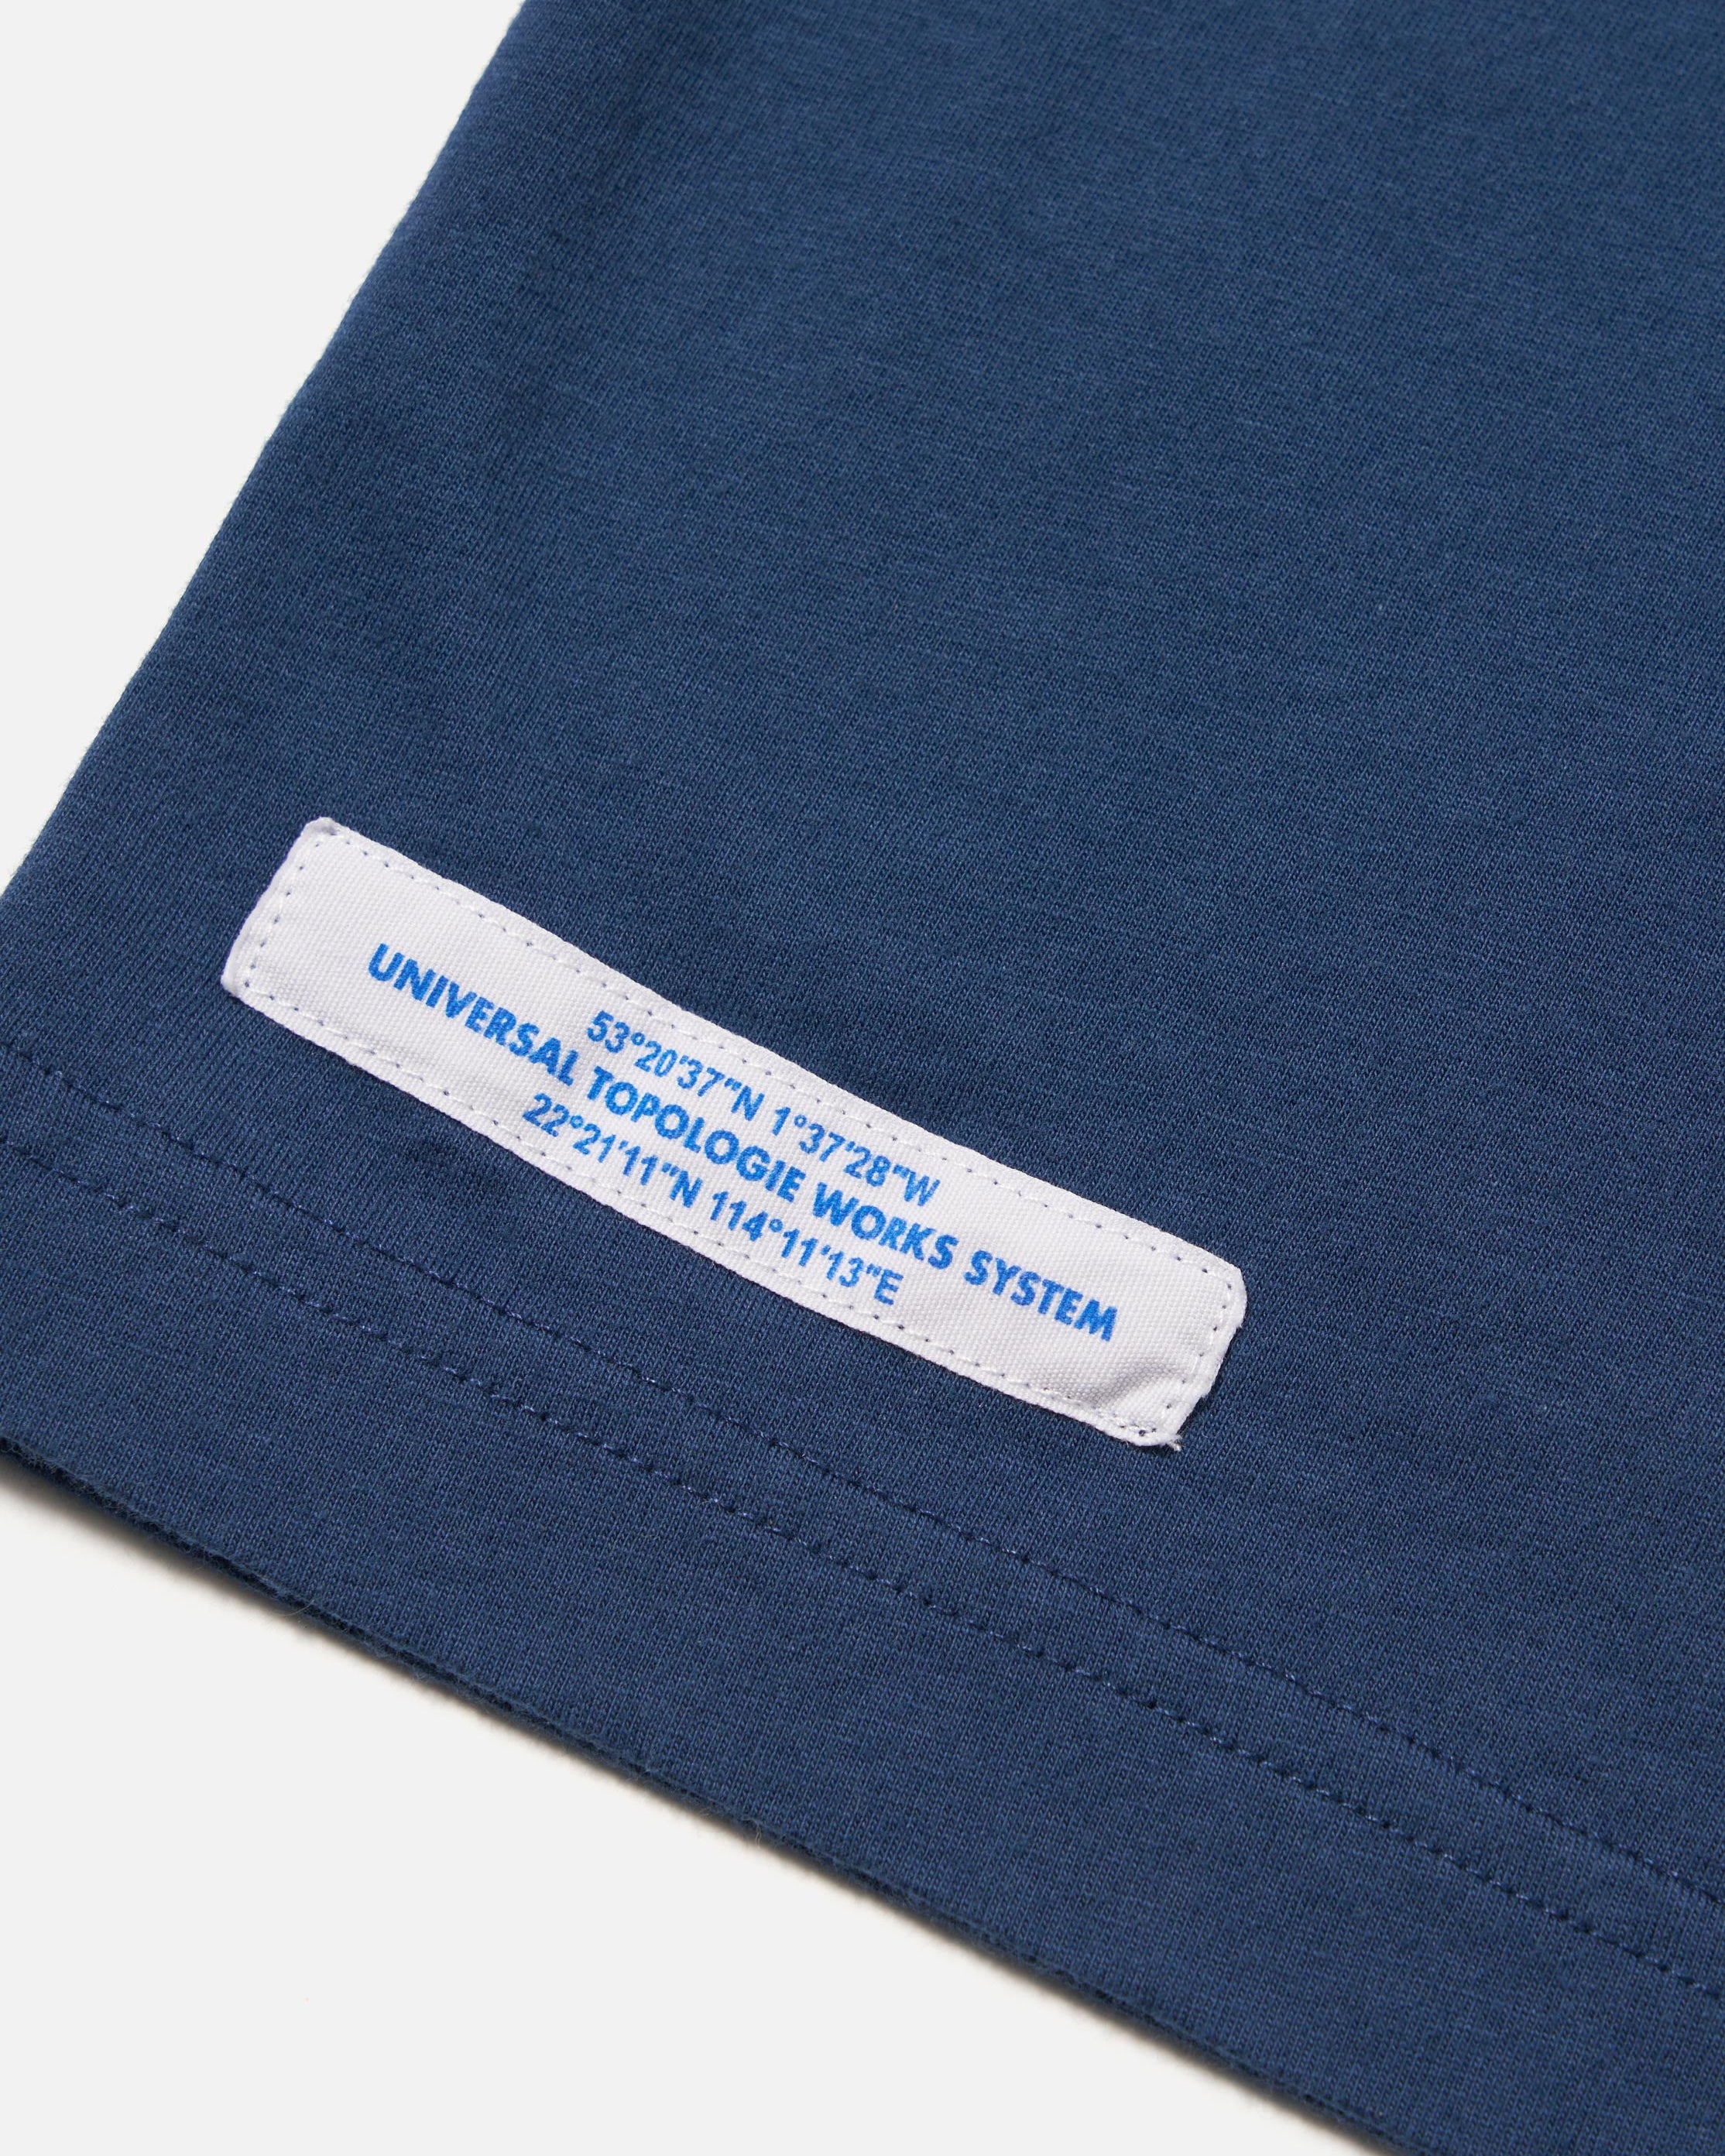 53°20'37"N 1°37'28"W
UNIVERSAL TOPOLOGIE WORKS SYSTEM
22°21'11"N 114°11'13"E